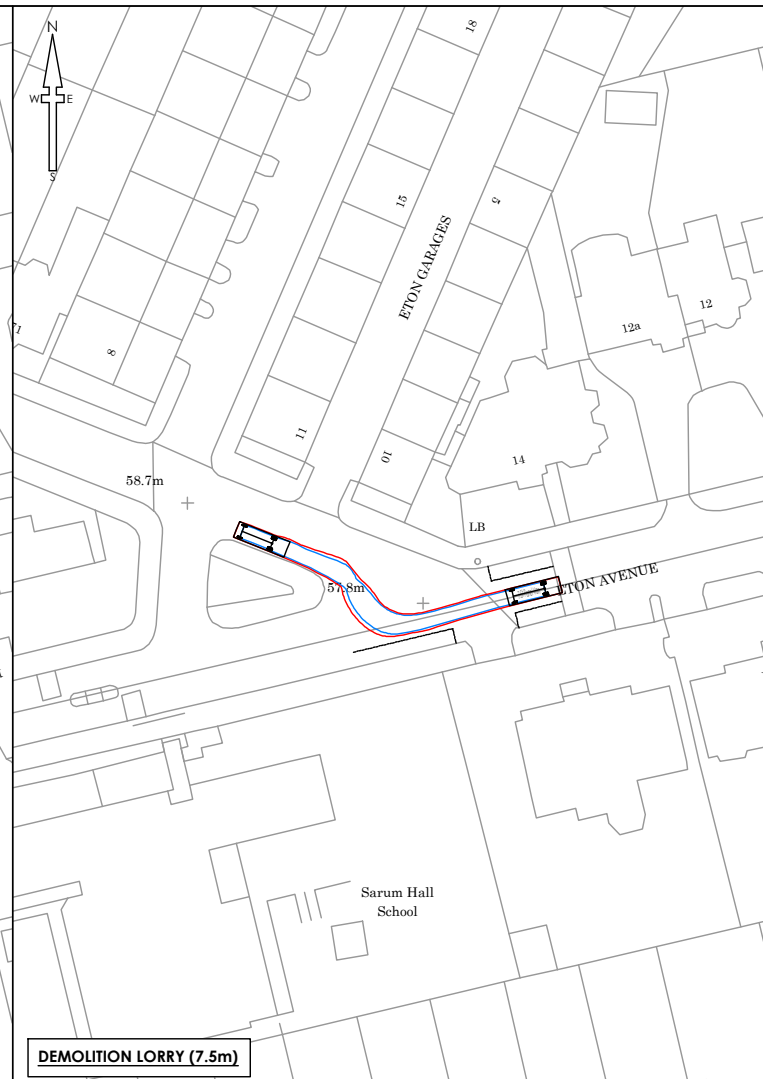 N
W E
S
18
15
5
ETON GARAGES
12
12a
71
8
11
10
14
58.7m
LB
57.8m
ETON AVENUE
Sarum Hall
School
DEMOLITION LORRY (7.5m)